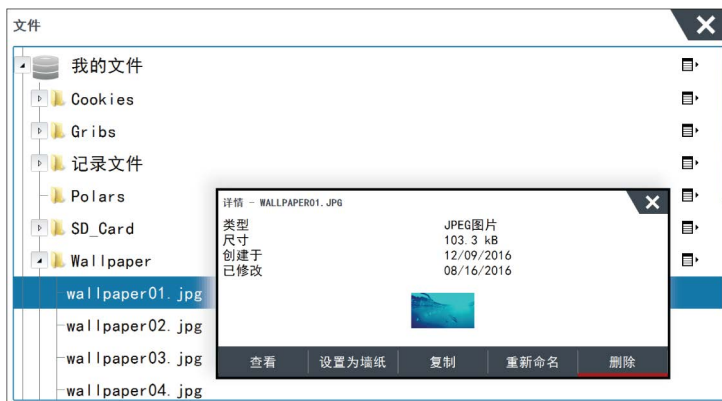 文件
我的文件
Cookies
Gribs
记录文件
Polars
SD_Card
Wallpaper
wallpaper01.jpg
wallpaper02.jpg
wallpaper03.jpg
wallpaper04.jpg
详情 - WALLPAPER01.JPG
类型 JPEG图片
尺寸 103.3 kB
创建于 12/09/2016
已修改 08/16/2016
查看 设置为墙纸 复制 重新命名 删除